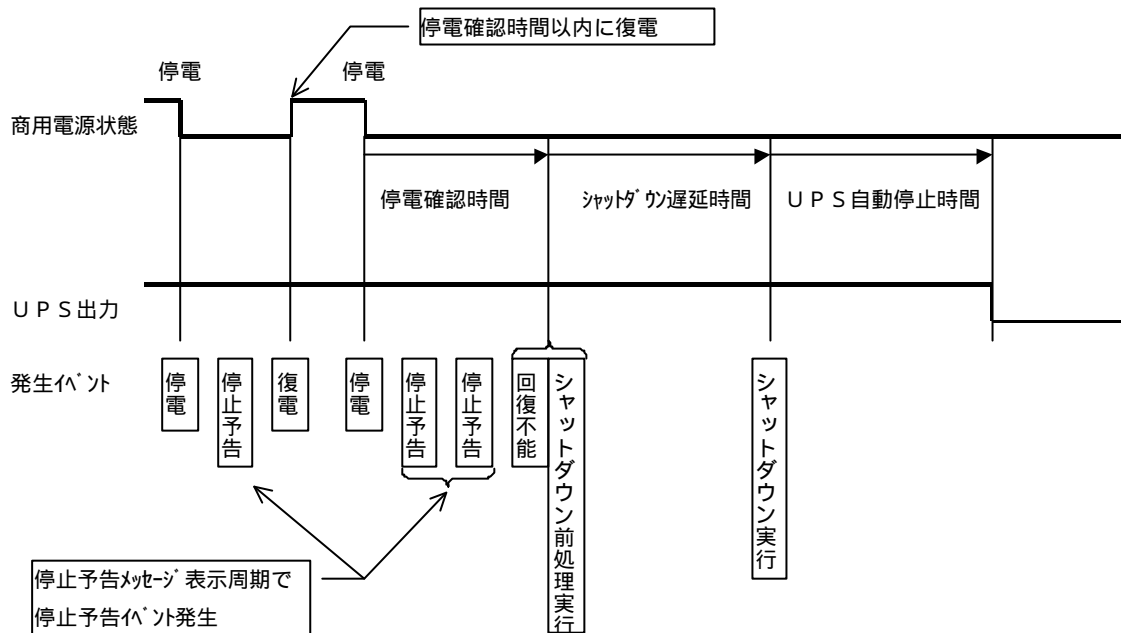 停電確認時間以内に復電
停電
停電
商用電源状態
停電確認時間
ｼｬｯﾄﾀﾞｳﾝ遅延時間
ＵＰＳ自動停止時間
ＵＰＳ出力
発生ｲﾍﾞﾝﾄ
停電
停止予告
復電
停電
停止予告
停止予告
回復不能
シャットダウン前処理実行
シャットダウン実行
停止予告ﾒｯｾｰｼﾞ表示周期で
停止予告ｲﾍﾞﾝﾄ発生